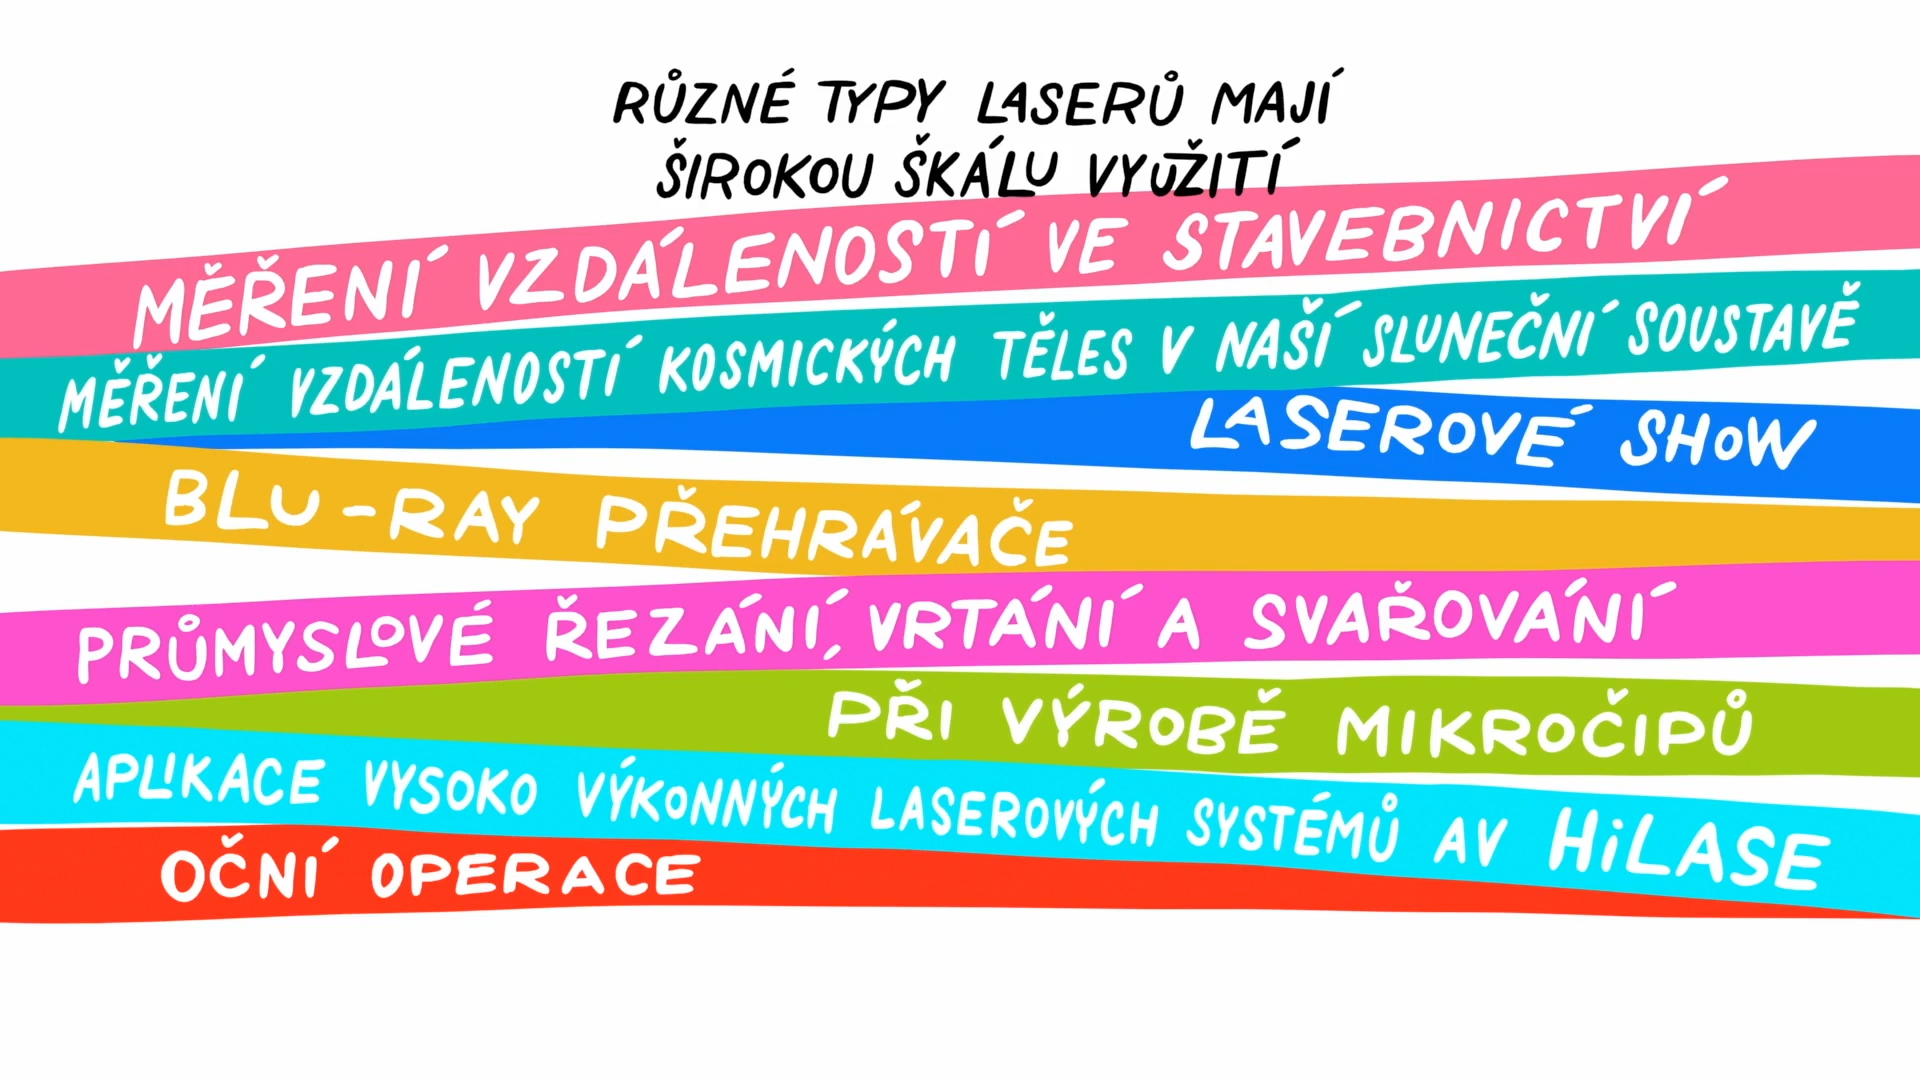 RŮZNÉ TYPY LASERŮ MAJÍ
ŠIROKOU ŠKÁLU VYUŽITÍ
MĚŘENÍ VZDÁLENOSTÍ VE STAVEBNICTVÍ
MĚŘENÍ VZDÁLENOSTÍ KOSMICKÝCH TĚLES V NAŠÍ SLUNEČNÍ SOUSTAVĚ
LASEROVÉ SHOW
BLU-RAY PŘEHRÁVAČE
PRŮMYSLOVÉ ŘEZÁNÍ, VRTÁNÍ A SVAŘOVÁNÍ
PŘI VÝROBĚ MIKROČIPŮ
APLIKACE VYSOKO VÝKONNÝCH LASEROVÝCH SYSTÉMŮ AV HiLASE
OČNÍ OPERACE